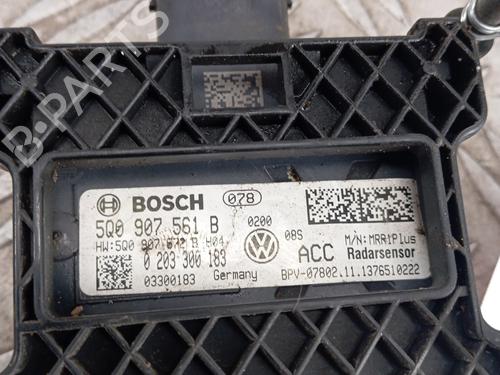 B-PARTS
BOSCH 078
5Q0 907 561 B 0200
HW:5Q0 907 572 B H04 08S
0 203 300 183 ACC M/N:MRR1Plus
Radarsensor
03300183 Germany BPV-07802.11.1376510222